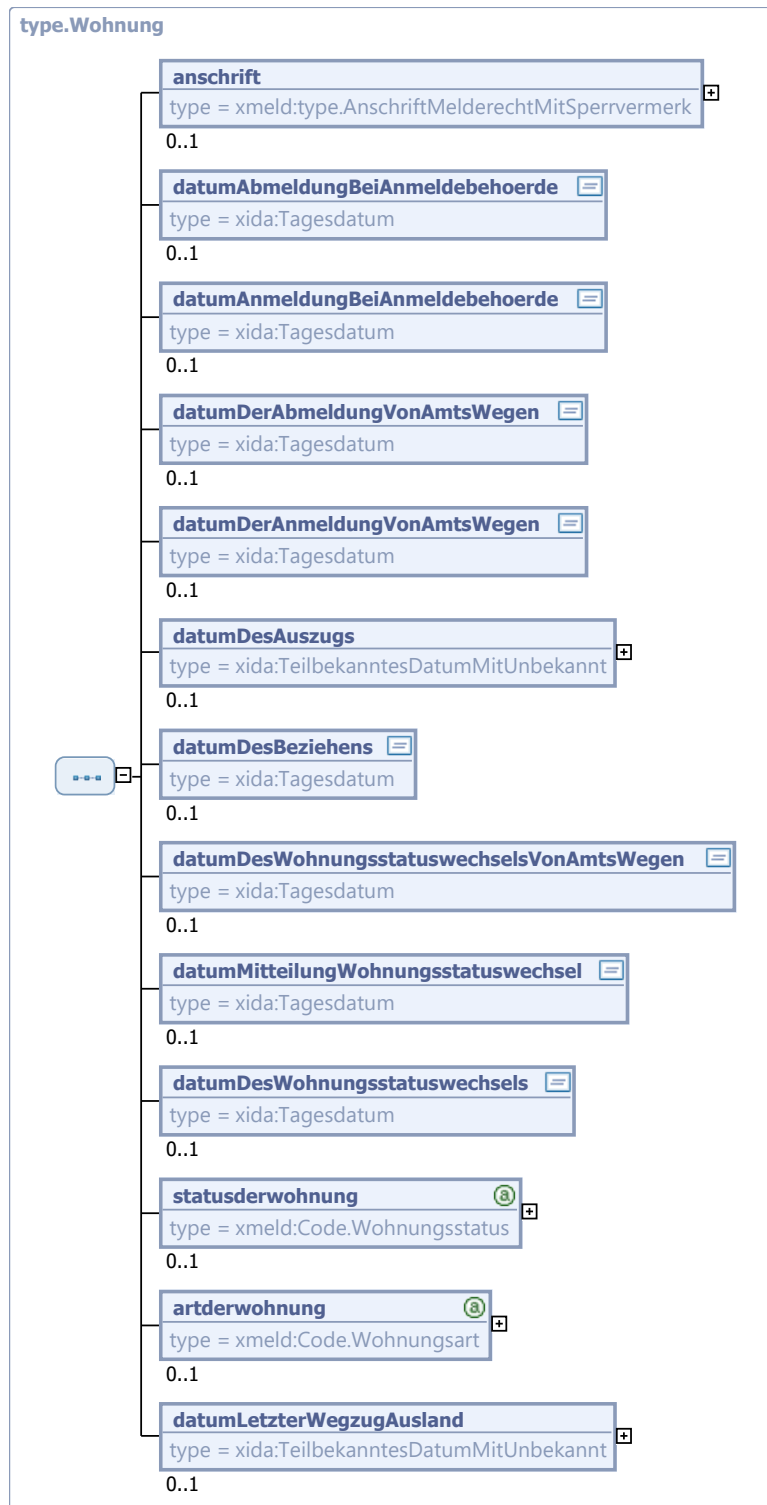 type.Wohnung
anschrift
type = xmeld:type.AnschriftMelderechtMitSperrvermerk
0..1
datumAbmeldungBeiAnmeldebehoerde
type = xida:Tagesdatum
0..1
datumAnmeldungBeiAnmeldebehoerde
type = xida:Tagesdatum
0..1
datumDerAbmeldungVonAmtsWegen
type = xida:Tagesdatum
0..1
datumDerAnmeldungVonAmtsWegen
type = xida:Tagesdatum
0..1
datumDesAuszugs
type = xida:TeilbekanntesDatumMitUnbekannt
0..1
datumDesBeziehens
type = xida:Tagesdatum
0..1
datumDesWohnungsstatuswechselsVonAmtsWegen
type = xida:Tagesdatum
0..1
datumMitteilungWohnungsstatuswechsel
type = xida:Tagesdatum
0..1
datumDesWohnungsstatuswechsels
type = xida:Tagesdatum
0..1
statusderwohnung
type = xmeld:Code.Wohnungsstatus
0..1
artderwohnung
type = xmeld:Code.Wohnungsart
0..1
datumLetzterWegzugAusland
type = xida:TeilbekanntesDatumMitUnbekannt
0..1